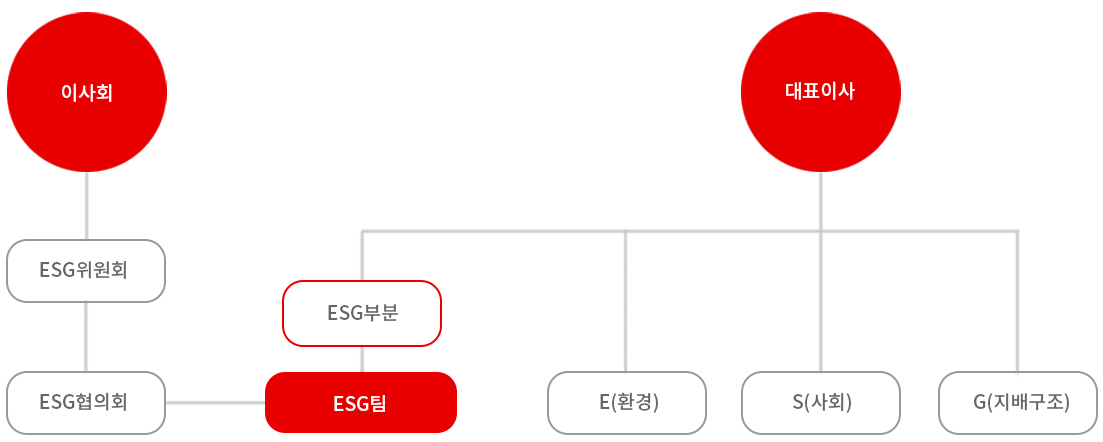 이사회
대표이사
ESG위원회
ESG부분
ESG협의회
ESG팀
E(환경)
S(사회)
G(지배구조)